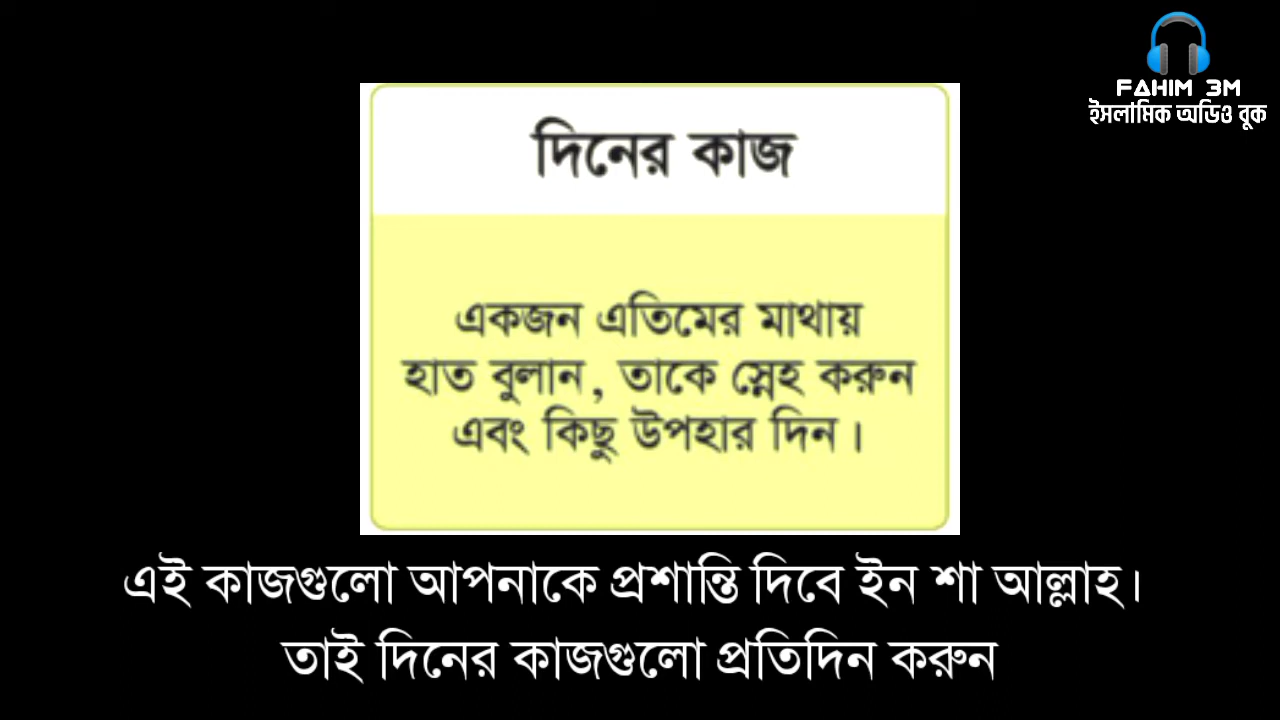 FAHIM 3M
ইসলামিক অডিও বুক
দিনের কাজ
একজন এতিমের মাথায়
হাত বুলান, তাকে স্নেহ করুন
এবং কিছু উপহার দিন।
এই কাজগুলো আপনাকে প্রশান্তি দিবে ইন শা আল্লাহ।
তাই দিনের কাজগুলো প্রতিদিন করুন